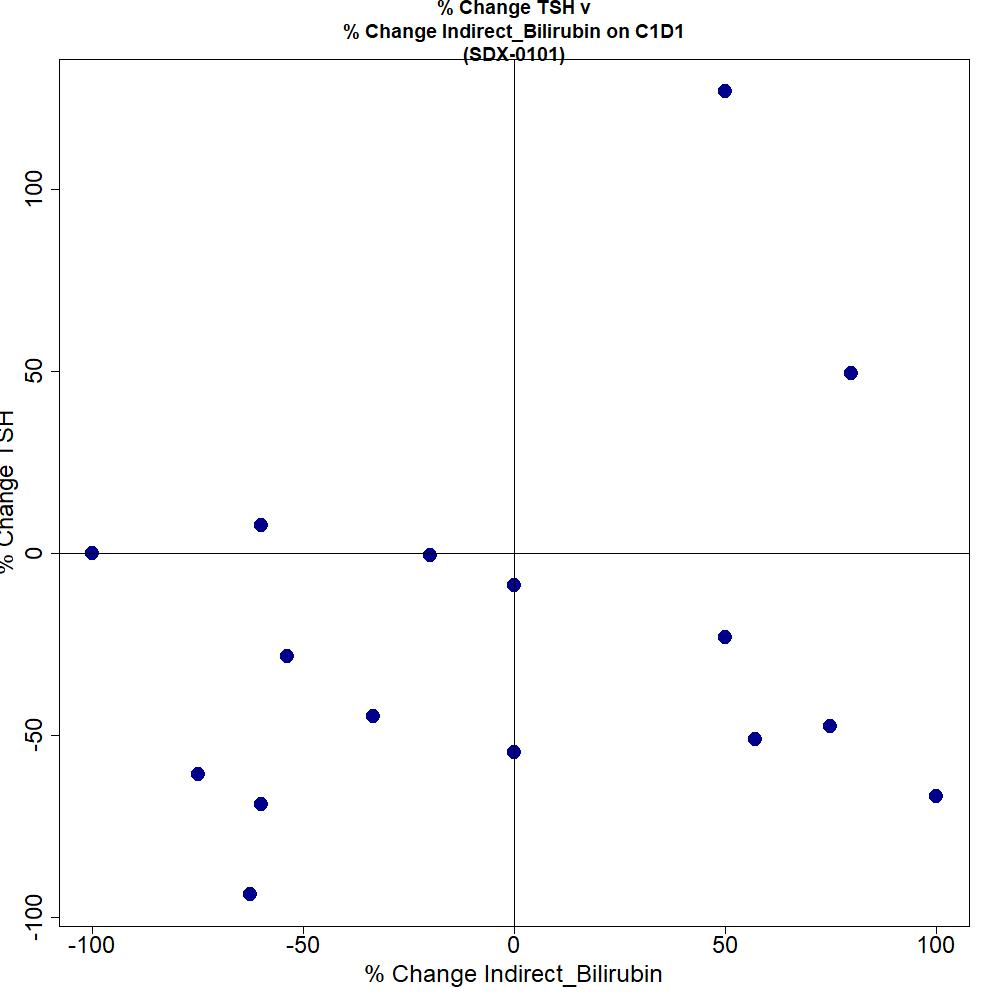 % Change TSH v
% Change Indirect_Bilirubin on C1D1
(SDX-0101)
% Change TSH
100
50
0
-50
-100
-100
-50
0
50
100
% Change Indirect_Bilirubin